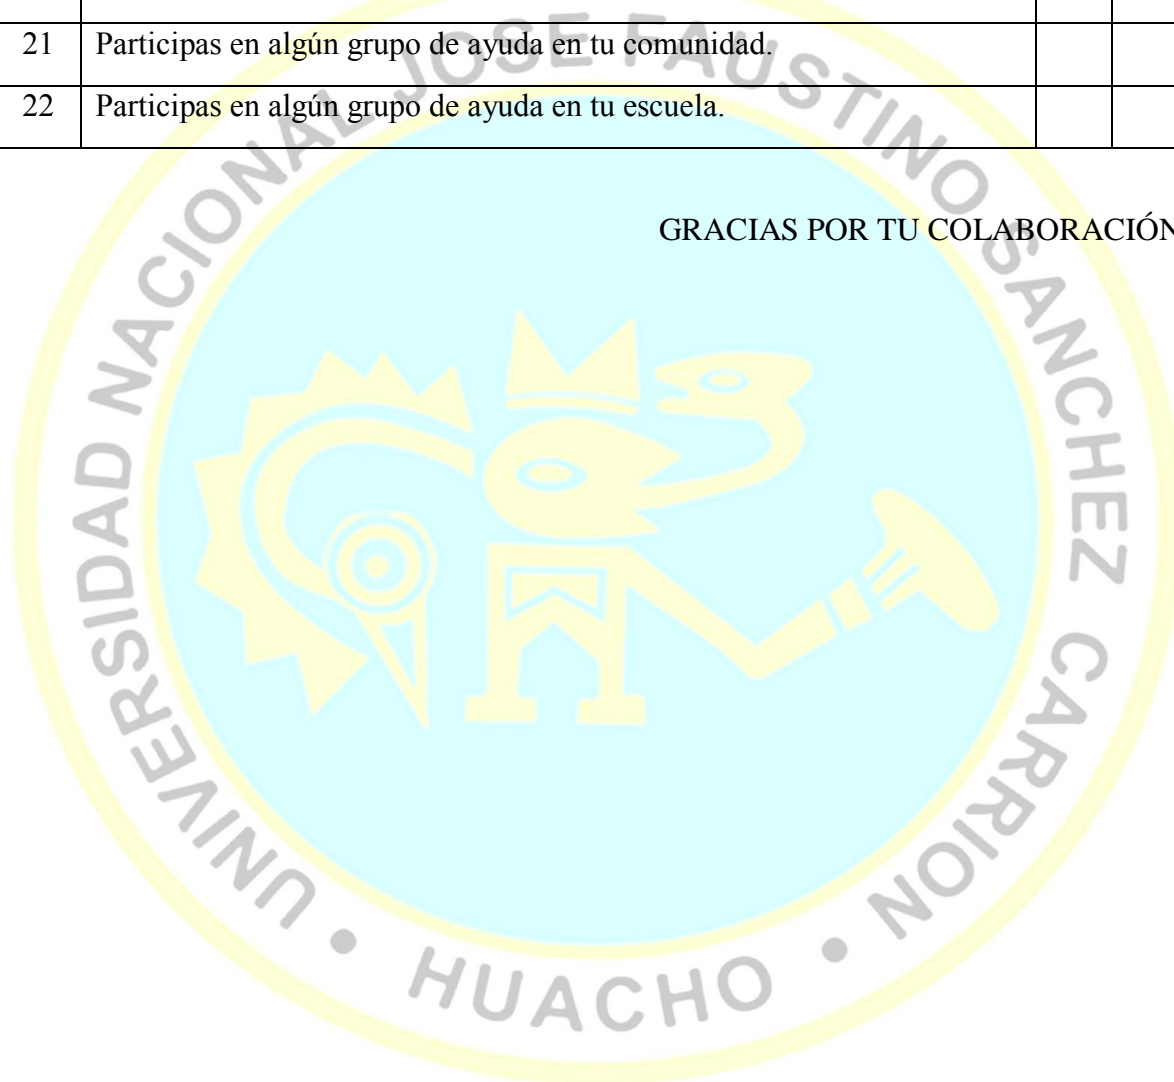 21 Participas en algún grupo de ayuda en tu comunidad.
22 Participas en algún grupo de ayuda en tu escuela.
GRACIAS POR TU COLABORACIÓN
UNIVERSIDAD NACIONAL JOSE FAUSTINO SANCHEZ CARRION • HUACHO •